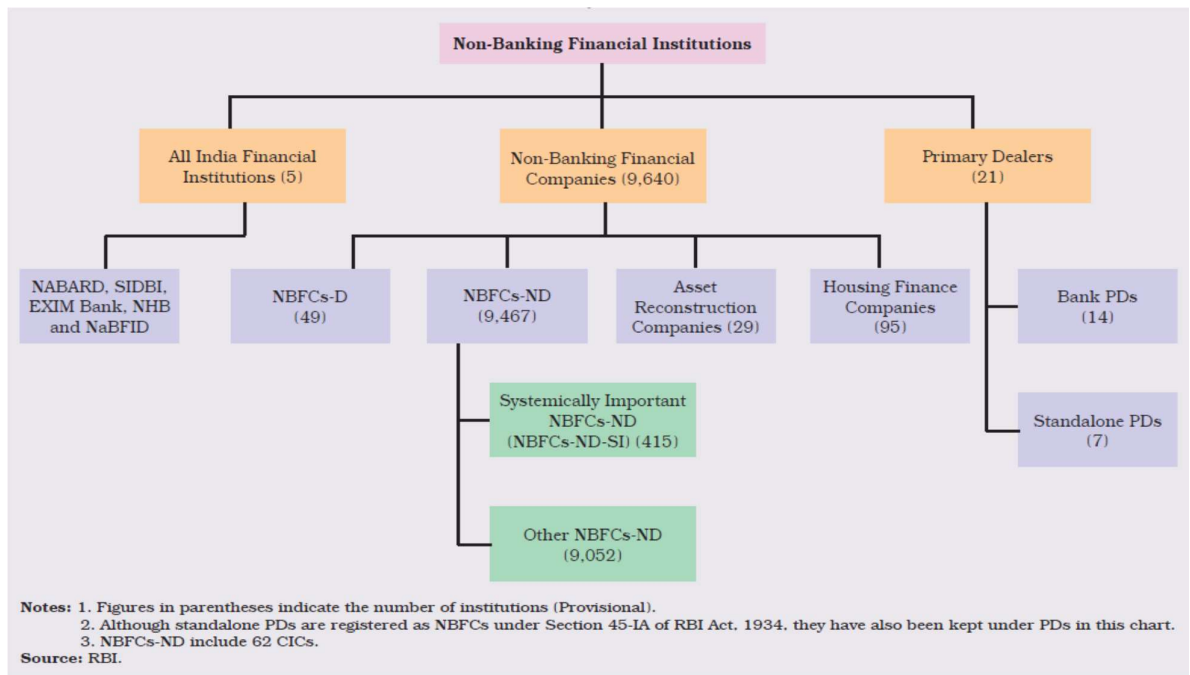 Non-Banking Financial Institutions
All India Financial
Institutions (5)
Non-Banking Financial
Companies (9,640)
Primary Dealers
(21)
NABARD, SIDBI,
EXIM Bank, NHB
and NaBFID
NBFCs-D
(49)
NBFCs-ND
(9,467)
Asset
Reconstruction
Companies (29)
Housing Finance
Companies
(95)
Bank PDs
(14)
Systemically Important
NBFCs-ND
(NBFCs-ND-SI) (415)
Standalone PDs
(7)
Other NBFCs-ND
(9,052)
Notes: 1. Figures in parentheses indicate the number of institutions (Provisional).
2. Although standalone PDs are registered as NBFCs under Section 45-IA of RBI Act, 1934, they have also been kept under PDs in this chart.
3. NBFCs-ND include 62 CICs.
Source: RBI.